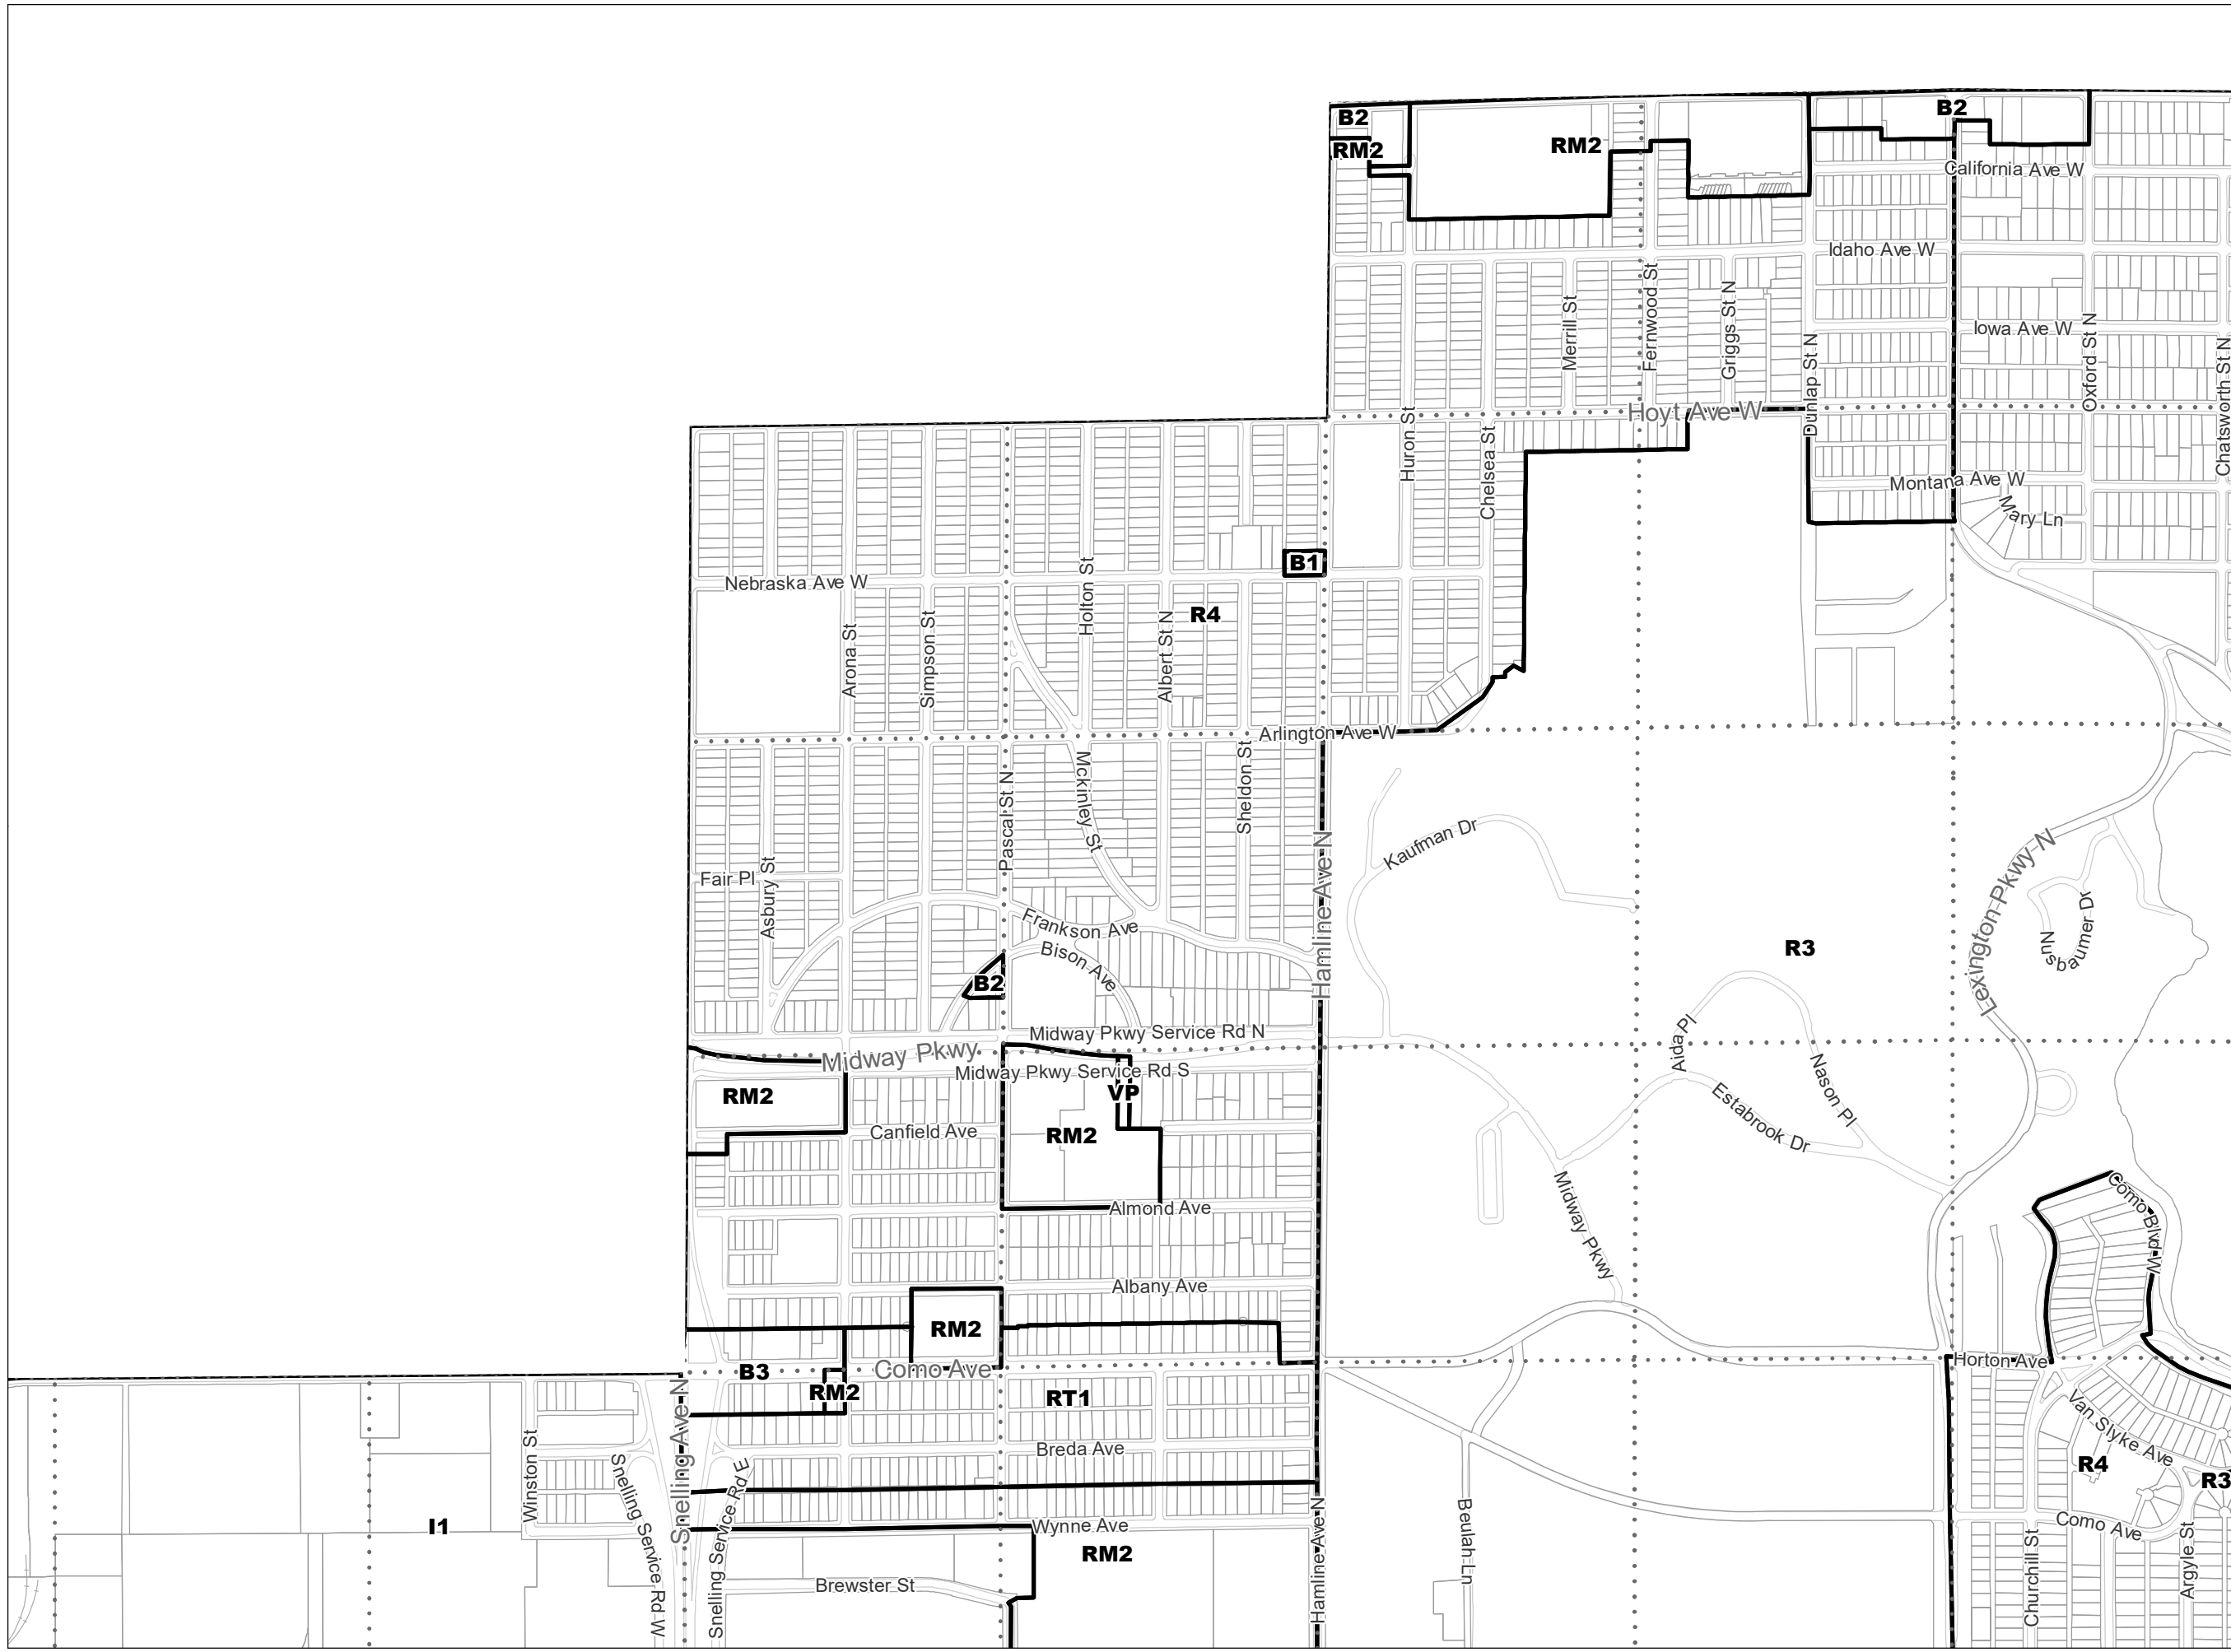 B2
B2
RM2
RM2
California Ave W
Idaho Ave W
Merrill St
Fernwood St
Griggs St N
Iowa Ave W
Oxford St N
Dunlap St N
Chatsworth St N
Hoyt Ave W
Huron St
Chelsea St
Montana Ave W
Mary Ln
B1
Nebraska Ave W
Holton St
R4
Arona St
Simpson St
Albert St N
Arlington Ave W
Pascal St N
Mckinley St
Sheldon St
Kaufman Dr
Hamline Ave N
Lexington Pkwy N
Fair Pl
Asbury St
Frankson Ave
Bison Ave
Nusbaumer Dr
R3
B2
Midway Pkwy Service Rd N
Midway Pkwy
Midway Pkwy Service Rd S
Aida Pl
Nason Pl
Estabrook Dr
RM2
VP
RM2
Canfield Ave
Midway Pkwy
Como Blvd W
Almond Ave
Albany Ave
RM2
Como Ave
Horton Ave
B3
RM2
RT1
Van Slyke Ave
Breda Ave
R4
R3
Snelling Ave N
Winston St
Snelling Service Rd W
Snelling Service Rd E
I1
Wynne Ave
RM2
Hamline Ave N
Beulah Ln
Como Ave
Churchill St
Argyle St
Brewster St